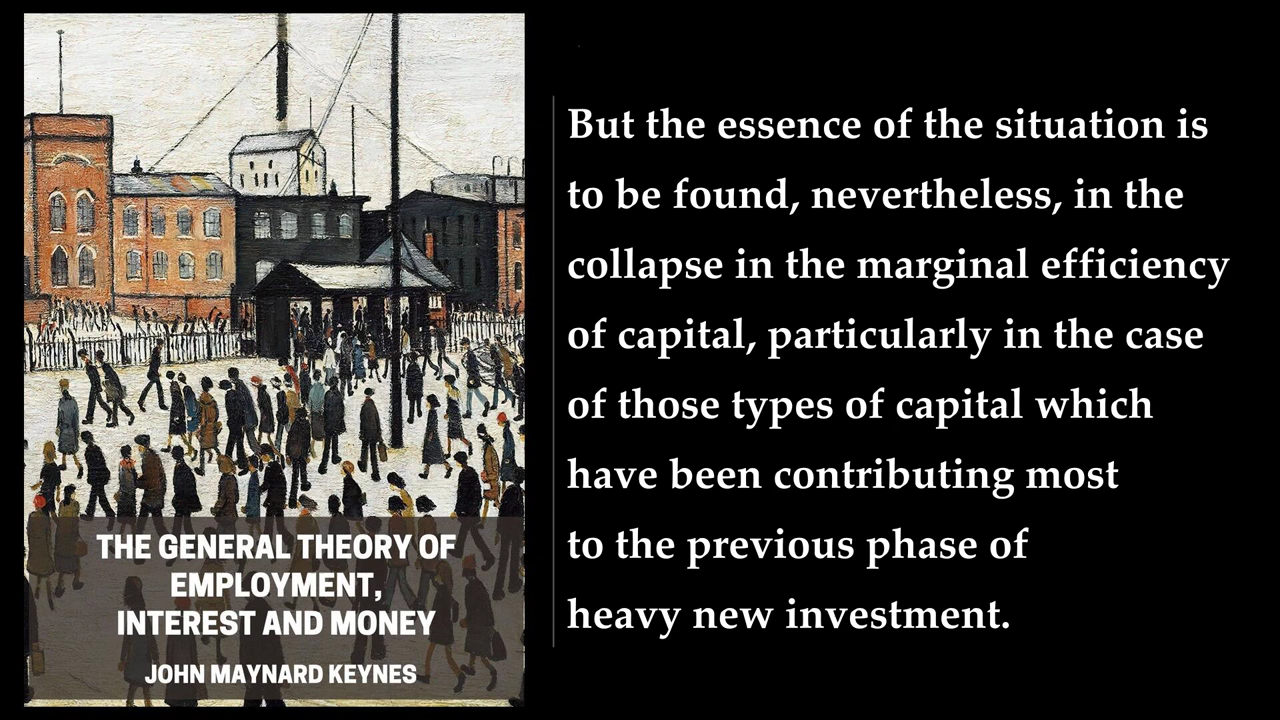 THE GENERAL THEORY OF
EMPLOYMENT,
INTEREST AND MONEY
JOHN MAYNARD KEYNES
But the essence of the situation is
to be found, nevertheless, in the
collapse in the marginal efficiency
of capital, particularly in the case
of those types of capital which
have been contributing most
to the previous phase of
heavy new investment.